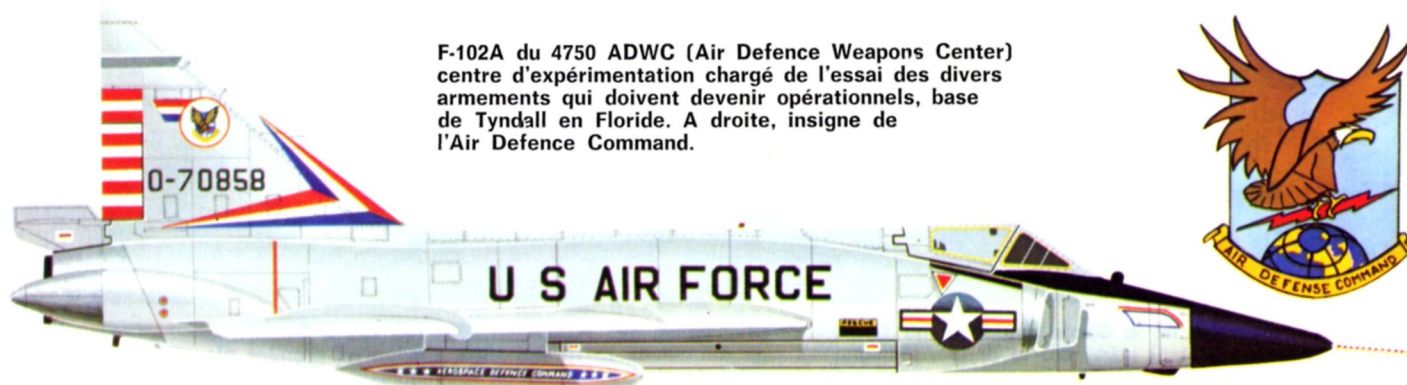 F-102A du 4750 ADWC (Air Defence Weapons Center)
centre d'expérimentation chargé de l'essai des divers
armements qui doivent devenir opérationnels, base
de Tyndall en Floride. A droite, insigne de
l'Air Defence Command.
0-70858
U S AIR FORCE
AEROSPACE DEFENCE COMMAND
AIR DEFENSE COMMAND